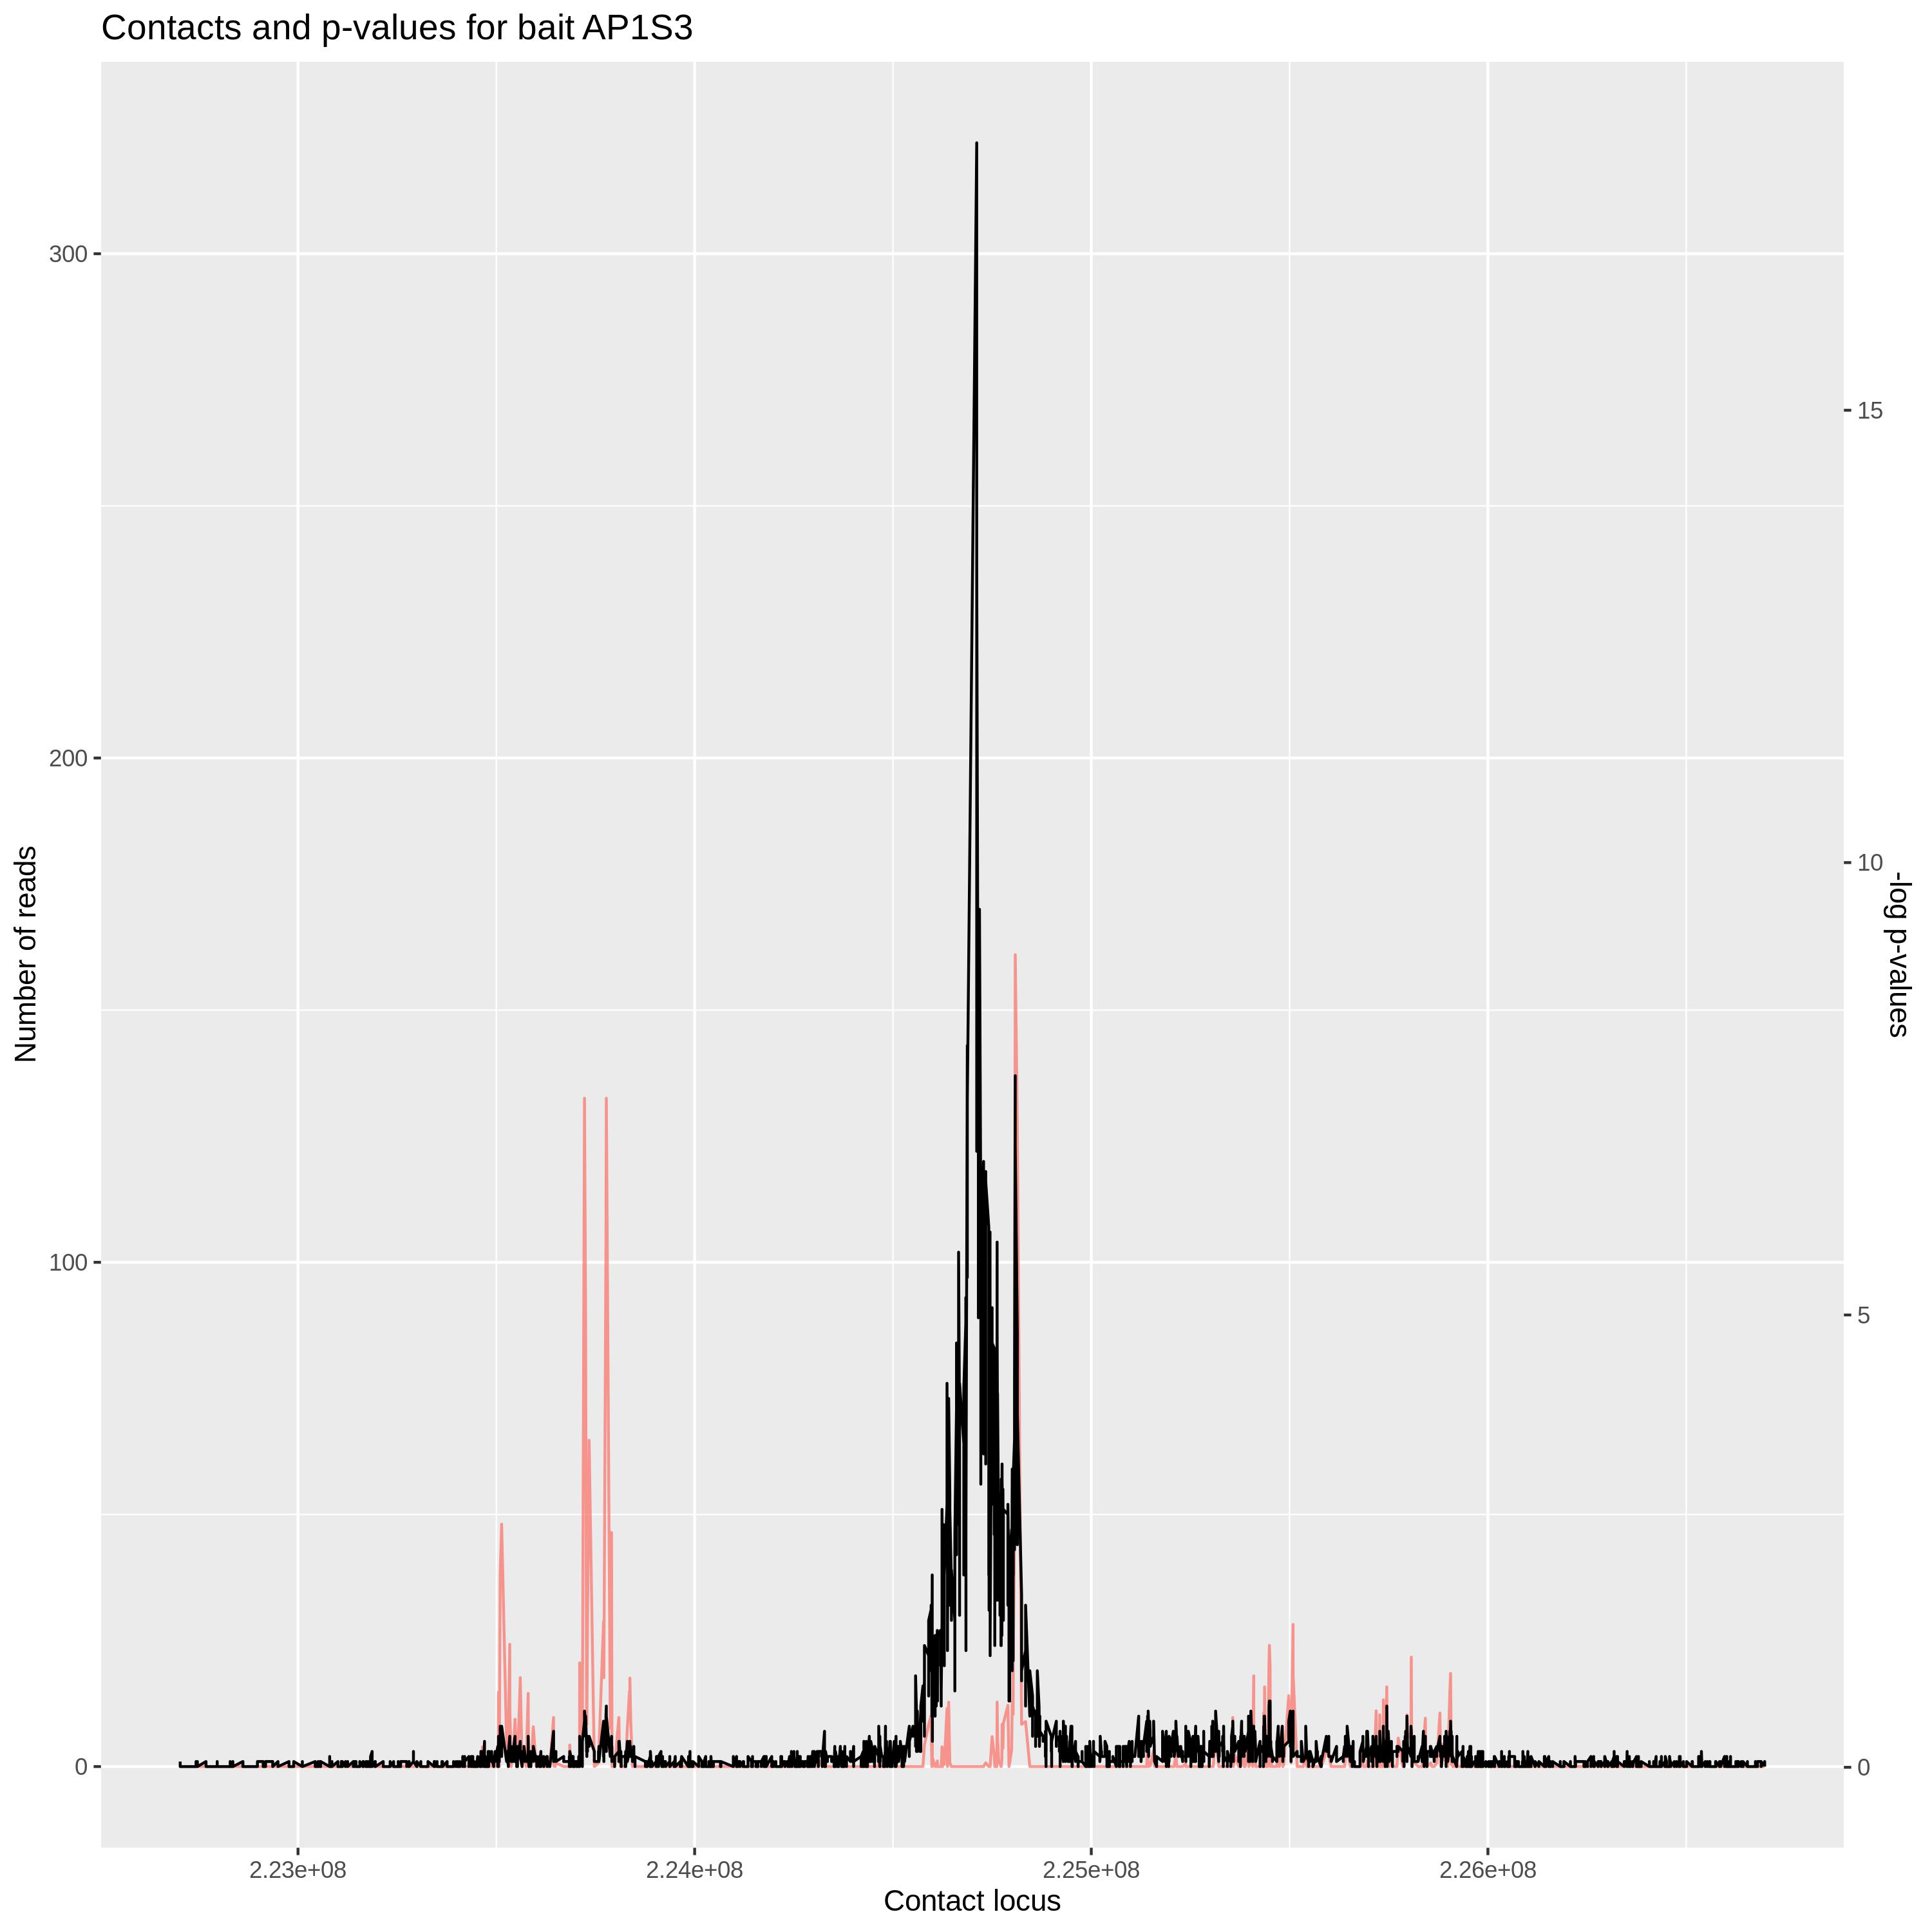 Contacts and p-values for bait AP1S3
300
200
100
0
Number of reads
15
10
5
0
-log p-values
2.23e+08 2.24e+08 2.25e+08 2.26e+08
Contact locus